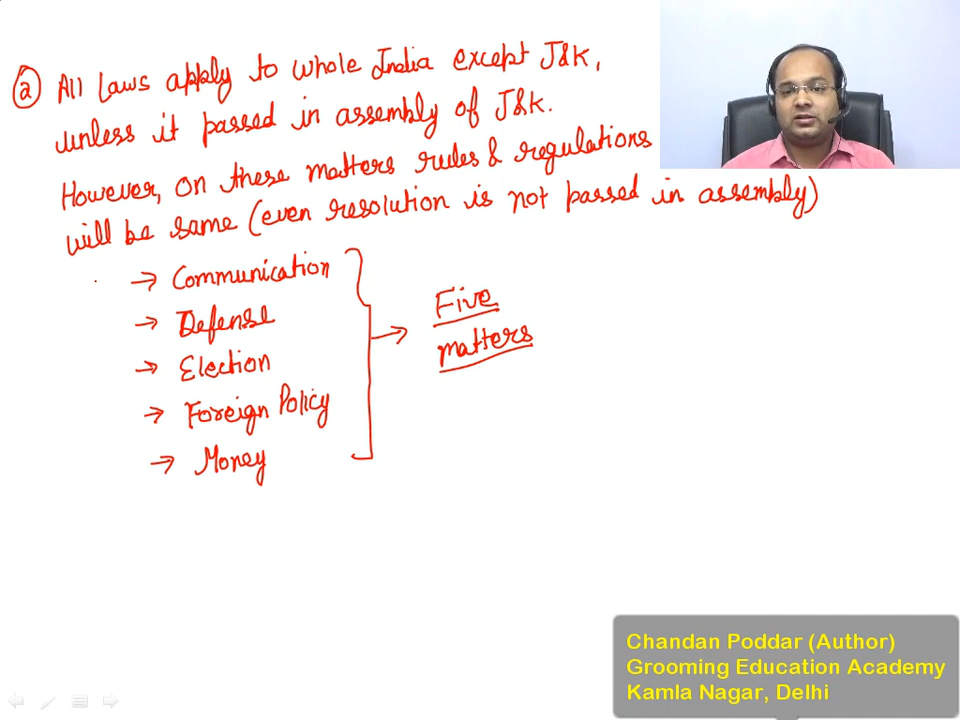 (a) All Laws apply to whole India except J&K,
unless it passed in assembly of J&K.
However, on these matters rules & regulations
will be same (even resolution is not passed in assembly)
→ Communication
→ Defense
→ Election
→ Foreign Policy
→ Money
→ Five
matters
Chandan Poddar (Author)
Grooming Education Academy
Kamla Nagar, Delhi